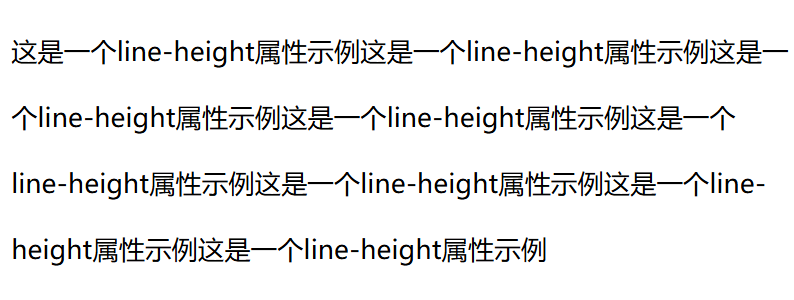 这是一个line-height属性示例这是一个line-height属性示例这是一
个line-height属性示例这是一个line-height属性示例这是一个
line-height属性示例这是一个line-height属性示例这是一个line-
height属性示例这是一个line-height属性示例